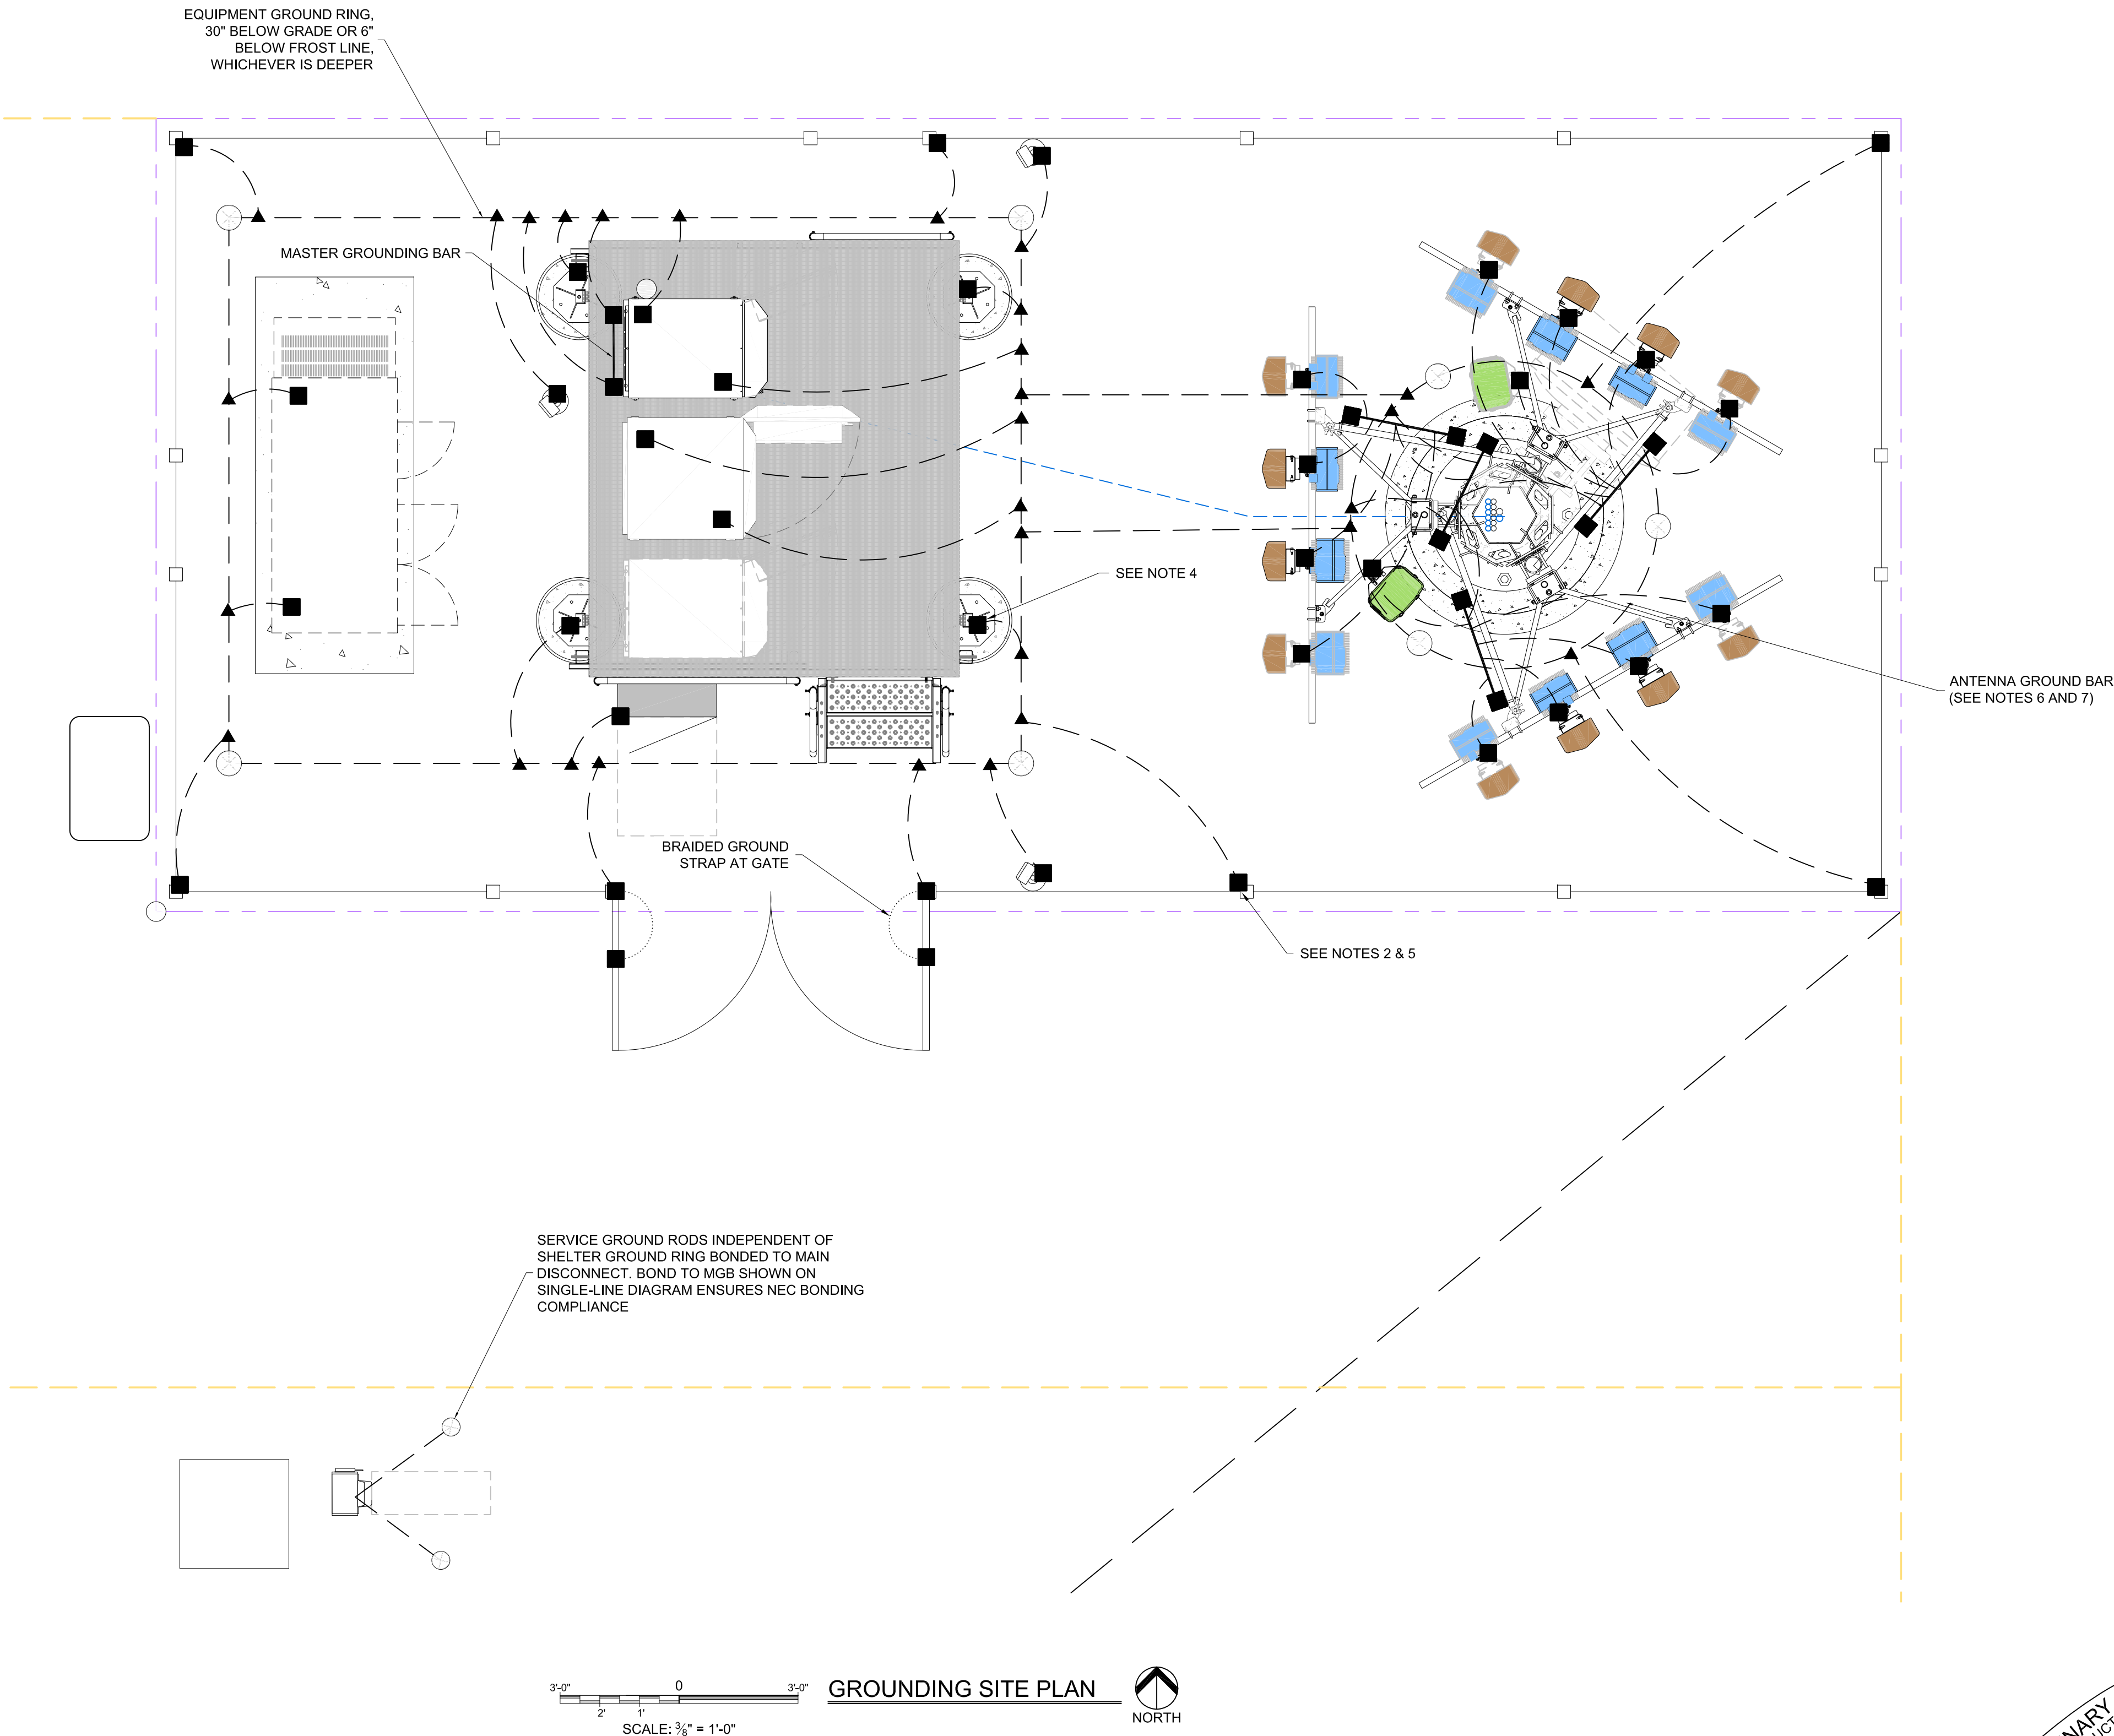 EQUIPMENT GROUND RING,
30" BELOW GRADE OR 6"
BELOW FROST LINE,
WHICHEVER IS DEEPER
MASTER GROUNDING BAR
SEE NOTE 4
ANTENNA GROUND BAR
(SEE NOTES 6 AND 7)
BRAIDED GROUND
STRAP AT GATE
SEE NOTES 2 & 5
SERVICE GROUND RODS INDEPENDENT OF
SHELTER GROUND RING BONDED TO MAIN
DISCONNECT. BOND TO MGB SHOWN ON
SINGLE-LINE DIAGRAM ENSURES NEC BONDING
COMPLIANCE
3'-0" 0 3'-0"
2' 1'
SCALE: 3/8" = 1'-0"
GROUNDING SITE PLAN
NORTH